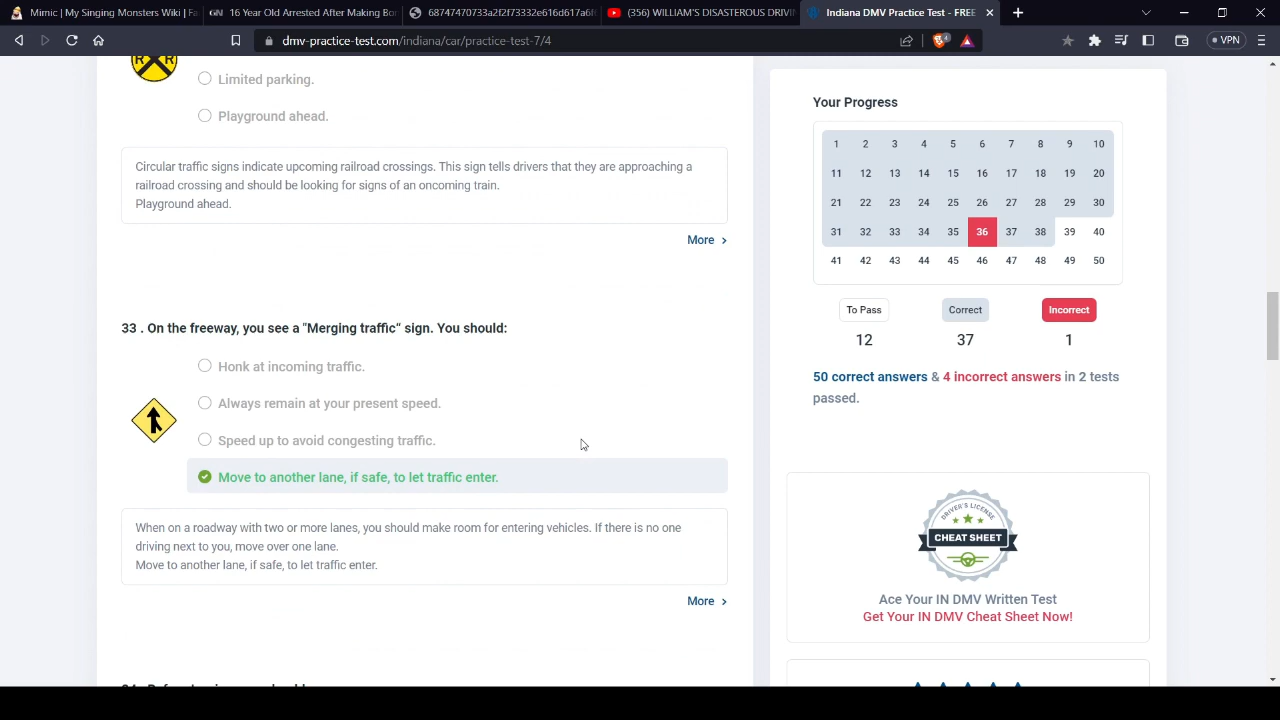 Mimic | My Singing Monsters Wiki | Fa
16 Year Old Arrested After Making Bor
68747470733a2f2f73332e616d617a6f
(356) WILLIAM'S DISASTEROUS DRIVIN
Indiana DMV Practice Test - FREE
dmv-practice-test.com/indiana/car/practice-test-7/4
4
VPN
R R
Limited parking.
Playground ahead.
Circular traffic signs indicate upcoming railroad crossings. This sign tells drivers that they are approaching a
railroad crossing and should be looking for signs of an oncoming train.
Playground ahead.
More
33 . On the freeway, you see a "Merging traffic" sign. You should:
Honk at incoming traffic.
Always remain at your present speed.
Speed up to avoid congesting traffic.
Move to another lane, if safe, to let traffic enter.
When on a roadway with two or more lanes, you should make room for entering vehicles. If there is no one
driving next to you, move over one lane.
Move to another lane, if safe, to let traffic enter.
More
Your Progress
1 2 3 4 5 6 7 8 9 10
11 12 13 14 15 16 17 18 19 20
21 22 23 24 25 26 27 28 29 30
31 32 33 34 35 36 37 38 39 40
41 42 43 44 45 46 47 48 49 50
To Pass Correct Incorrect
12 37 1
50 correct answers & 4 incorrect answers in 2 tests
passed.
DRIVER'S LICENSE
CHEAT SHEET
Ace Your IN DMV Written Test
Get Your IN DMV Cheat Sheet Now!